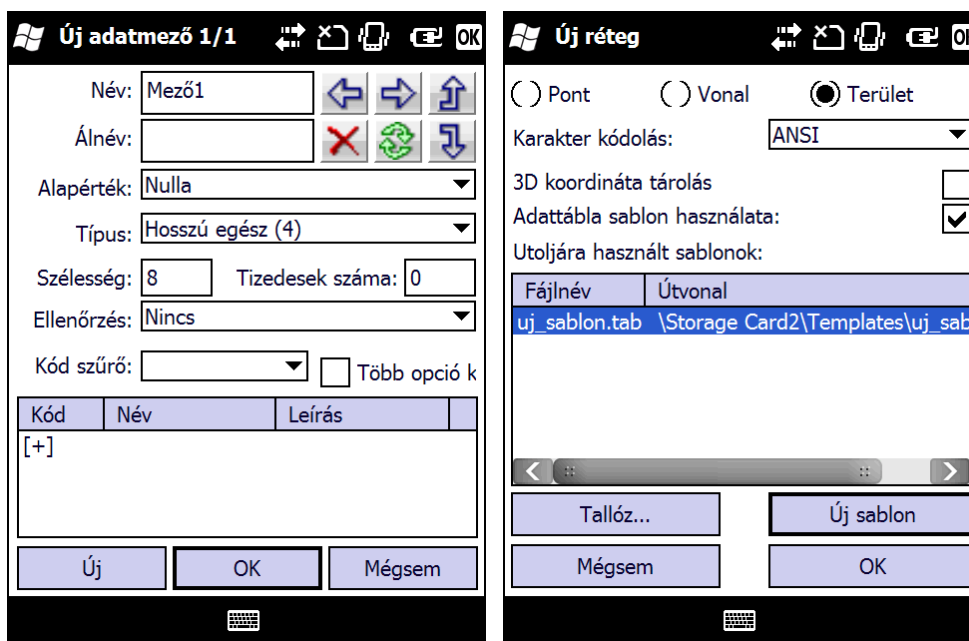 Új adatmező 1/1
OK
Név: Mező1
Álnév:
Alapérték: Nulla
Típus: Hosszú egész (4)
Szélesség: 8 Tizedesek száma: 0
Ellenőrzés: Nincs
Kód szűrő: Több opció k
Kód Név Leírás
[+]
Új OK Mégsem
Új réteg
OK
Pont Vonal Terület
Karakter kódolás: ANSI
3D koordináta tárolás
Adattábla sablon használata:
Utoljára használt sablonok:
Fájlnév Útvonal
uj_sablon.tab \Storage Card2\Templates\uj_sab
Tallóz... Új sablon
Mégsem OK